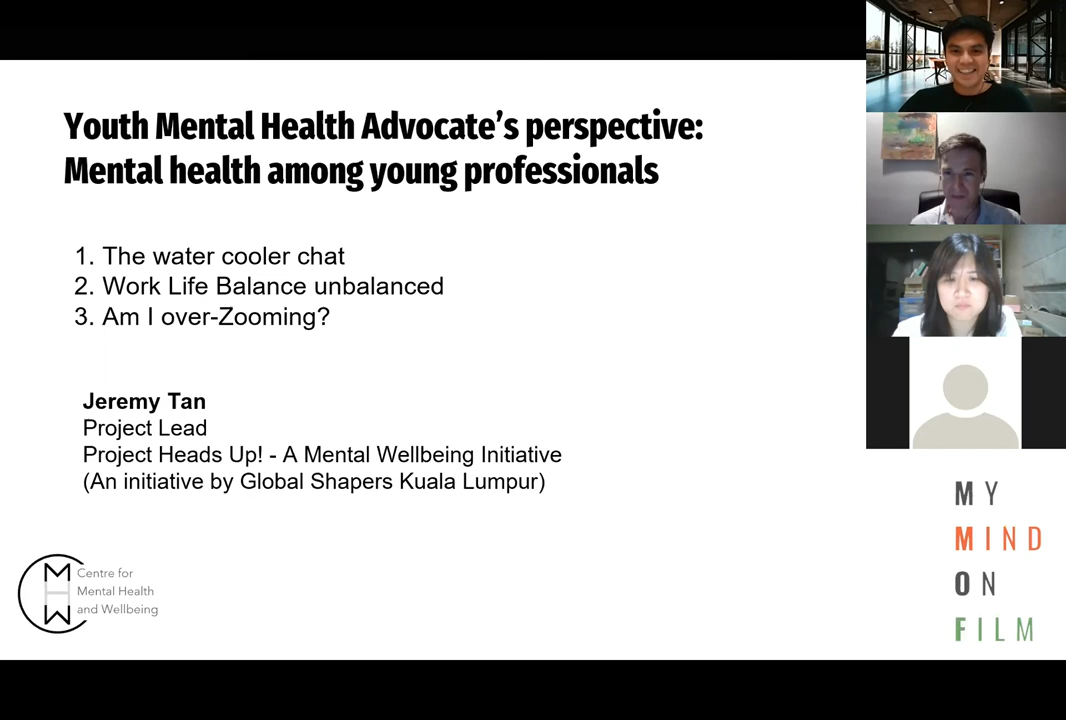 Youth Mental Health Advocate's perspective:
Mental health among young professionals
1. The water cooler chat
2. Work Life Balance unbalanced
3. Am I over-Zooming?
Jeremy Tan
Project Lead
Project Heads Up! - A Mental Wellbeing Initiative
(An initiative by Global Shapers Kuala Lumpur)
MHW
Centre for
Mental Health
and Wellbeing
MY
MIND
ON
FILM